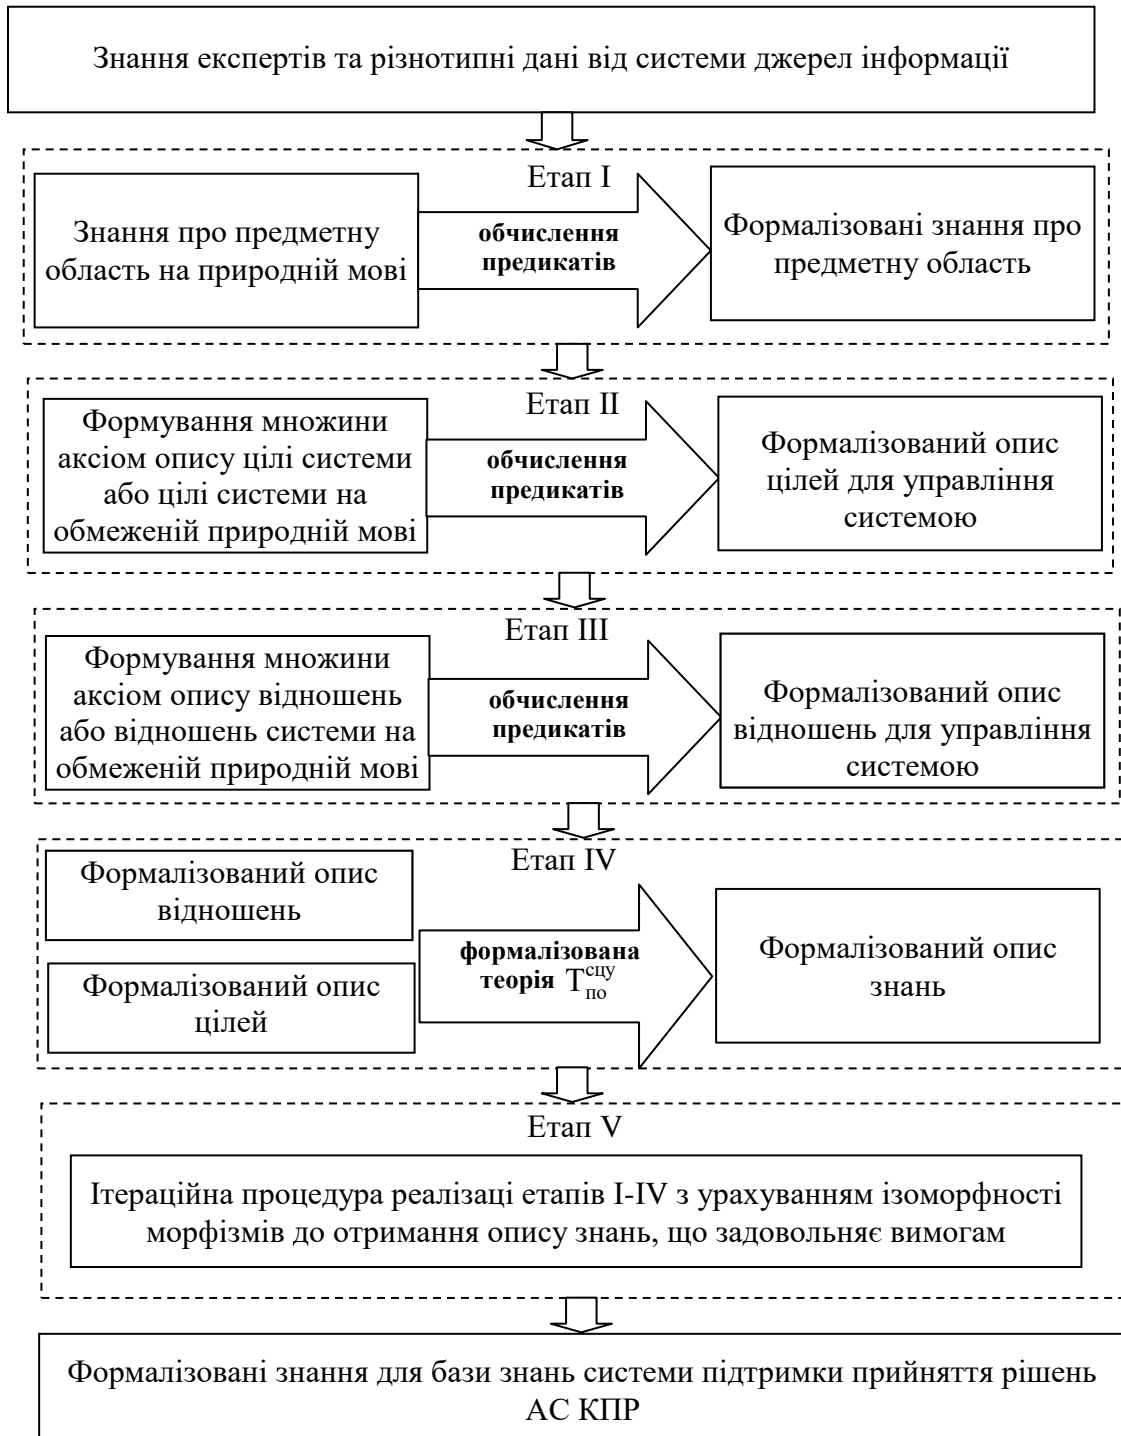 Знання експертів та різнотипні дані від системи джерел інформації
Етап I
Знання про предметну
область на природній мові
обчислення
предикатів
Формалізовані знання про
предметну область
Етап II
Формування множини
аксіом опису цілі системи
або цілі системи на
обмеженій природній мові
обчислення
предикатів
Формалізований опис
цілей для управління
системою
Етап III
Формування множини
аксіом опису відношень
або відношень системи на
обмеженій природній мові
обчислення
предикатів
Формалізований опис
відношень для управління
системою
Етап IV
Формалізований опис
відношень
Формалізований опис
цілей
формалізована
теорія Т^сцу_по
Формалізований опис
знань
Етап V
Ітераційна процедура реалізаці етапів I-IV з урахуванням ізоморфності
морфізмів до отримання опису знань, що задовольняє вимогам
Формалізовані знання для бази знань системи підтримки прийняття рішень
АС КПР